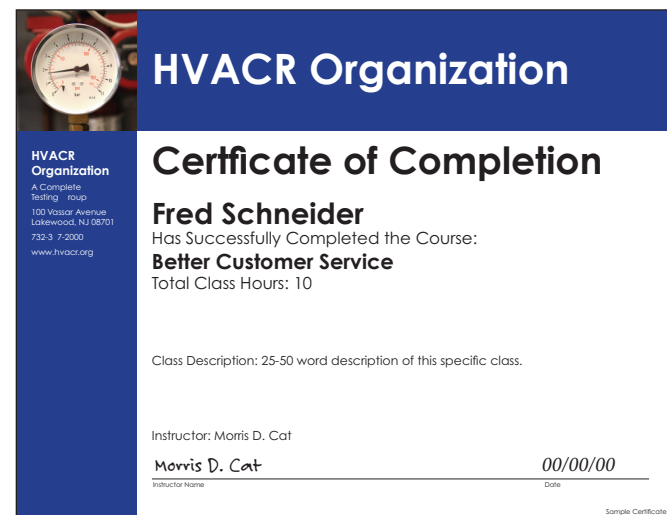 HVACR Organization
HVACR
Organization
A Complete
Testing roup
100 Vassar Avenue
Lakewood, NJ 08701
732-3 7-2000
www.hvacr.org
Certficate of Completion
Fred Schneider
Has Successfully Completed the Course:
Better Customer Service
Total Class Hours: 10
Class Description: 25-50 word description of this specific class.
Instructor: Morris D. Cat
Morris D. Cat 00/00/00
Instructor Name Date
Sample Certificate